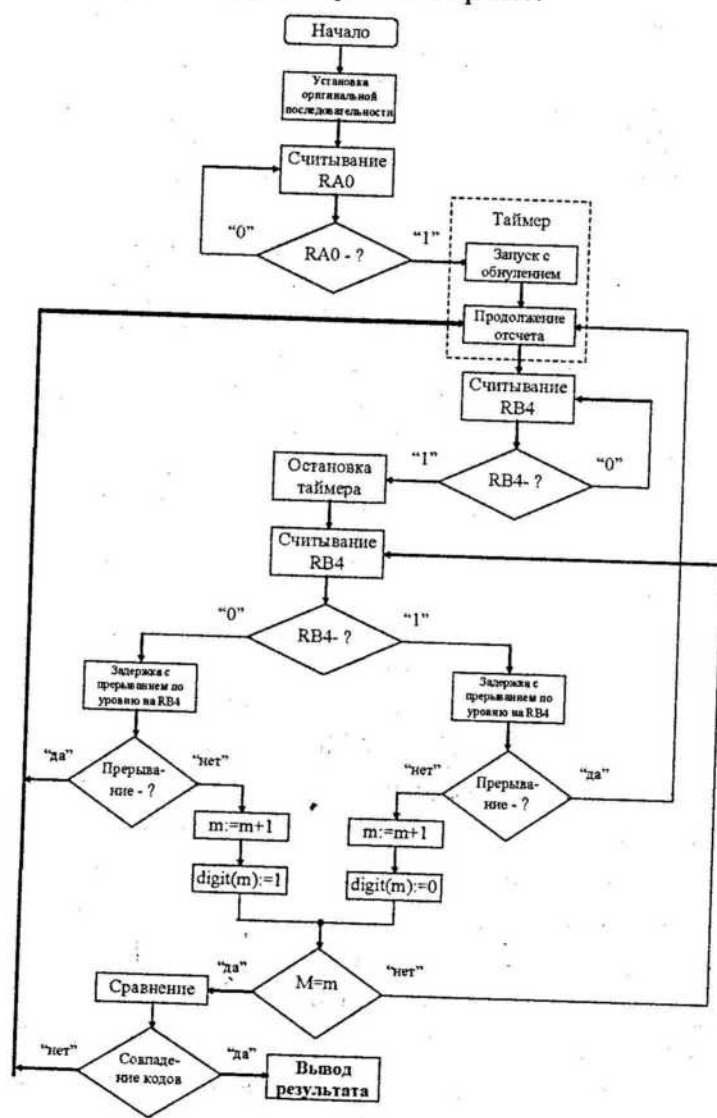 Начало
Установка
оригинальной
последовательности
Считывание
RA0
"0"
RA0 - ?
"1"
Таймер
Запуск с
обнулением
Продолжение
отсчета
Считывание
RB4
"1"
RB4- ?
"0"
Остановка
таймера
Считывание
RB4
"0"
RB4- ?
"1"
Задержка с
прерыванием по
уровню на RB4
Задержка с
прерыванием по
уровню на RB4
"да"
Прерыва-
ние - ?
"нет"
"нет"
Прерыва-
ние - ?
"да"
m:=m+1
m:=m+1
digit(m):=1
digit(m):=0
"да"
M=m
"нет"
Сравнение
"нет"
Совпаде-
ние кодов
"да"
Вывод
результата